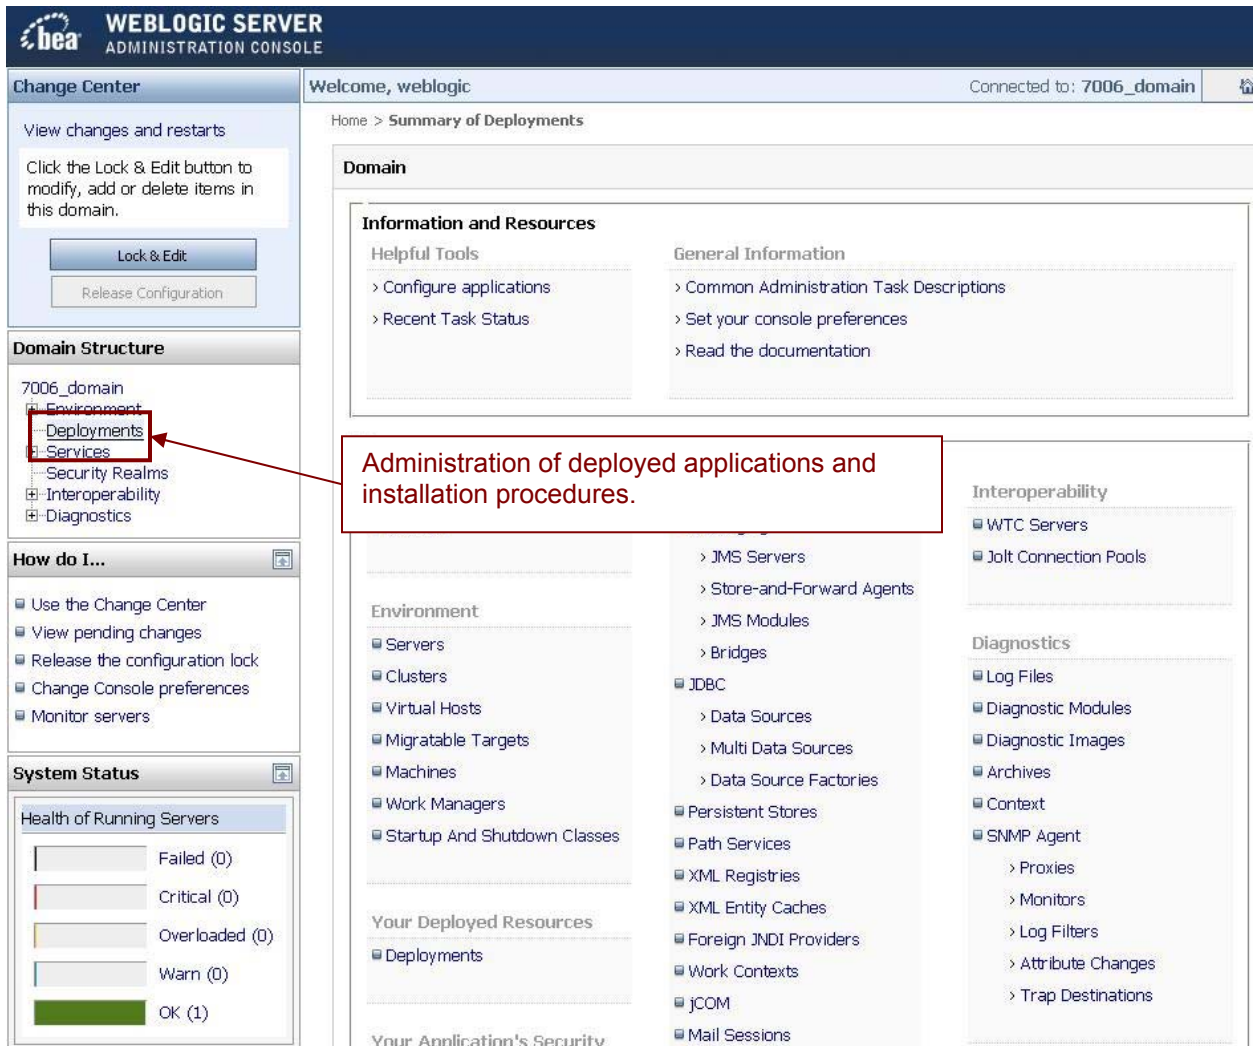 bea
WEBLOGIC SERVER
ADMINISTRATION CONSOLE
Change Center
View changes and restarts
Click the Lock & Edit button to
modify, add or delete items in
this domain.
Lock & Edit
Release Configuration
Domain Structure
7006_domain
Environment
Deployments
Services
Security Realms
Interoperability
Diagnostics
How do I...
Use the Change Center
View pending changes
Release the configuration lock
Change Console preferences
Monitor servers
System Status
Health of Running Servers
Failed (0)
Critical (0)
Overloaded (0)
Warn (0)
OK (1)
Welcome, weblogic
Connected to: 7006_domain
Home > Summary of Deployments
Domain
Information and Resources
Helpful Tools
› Configure applications
› Recent Task Status
General Information
› Common Administration Task Descriptions
› Set your console preferences
› Read the documentation
Administration of deployed applications and
installation procedures.
Environment
Servers
Clusters
Virtual Hosts
Migratable Targets
Machines
Work Managers
Startup And Shutdown Classes
Your Deployed Resources
Deployments
Your Application's Security
› JMS Servers
› Store-and-Forward Agents
› JMS Modules
› Bridges
JDBC
› Data Sources
› Multi Data Sources
› Data Source Factories
Persistent Stores
Path Services
XML Registries
XML Entity Caches
Foreign JNDI Providers
Work Contexts
jCOM
Mail Sessions
Interoperability
WTC Servers
Jolt Connection Pools
Diagnostics
Log Files
Diagnostic Modules
Diagnostic Images
Archives
Context
SNMP Agent
› Proxies
› Monitors
› Log Filters
› Attribute Changes
› Trap Destinations